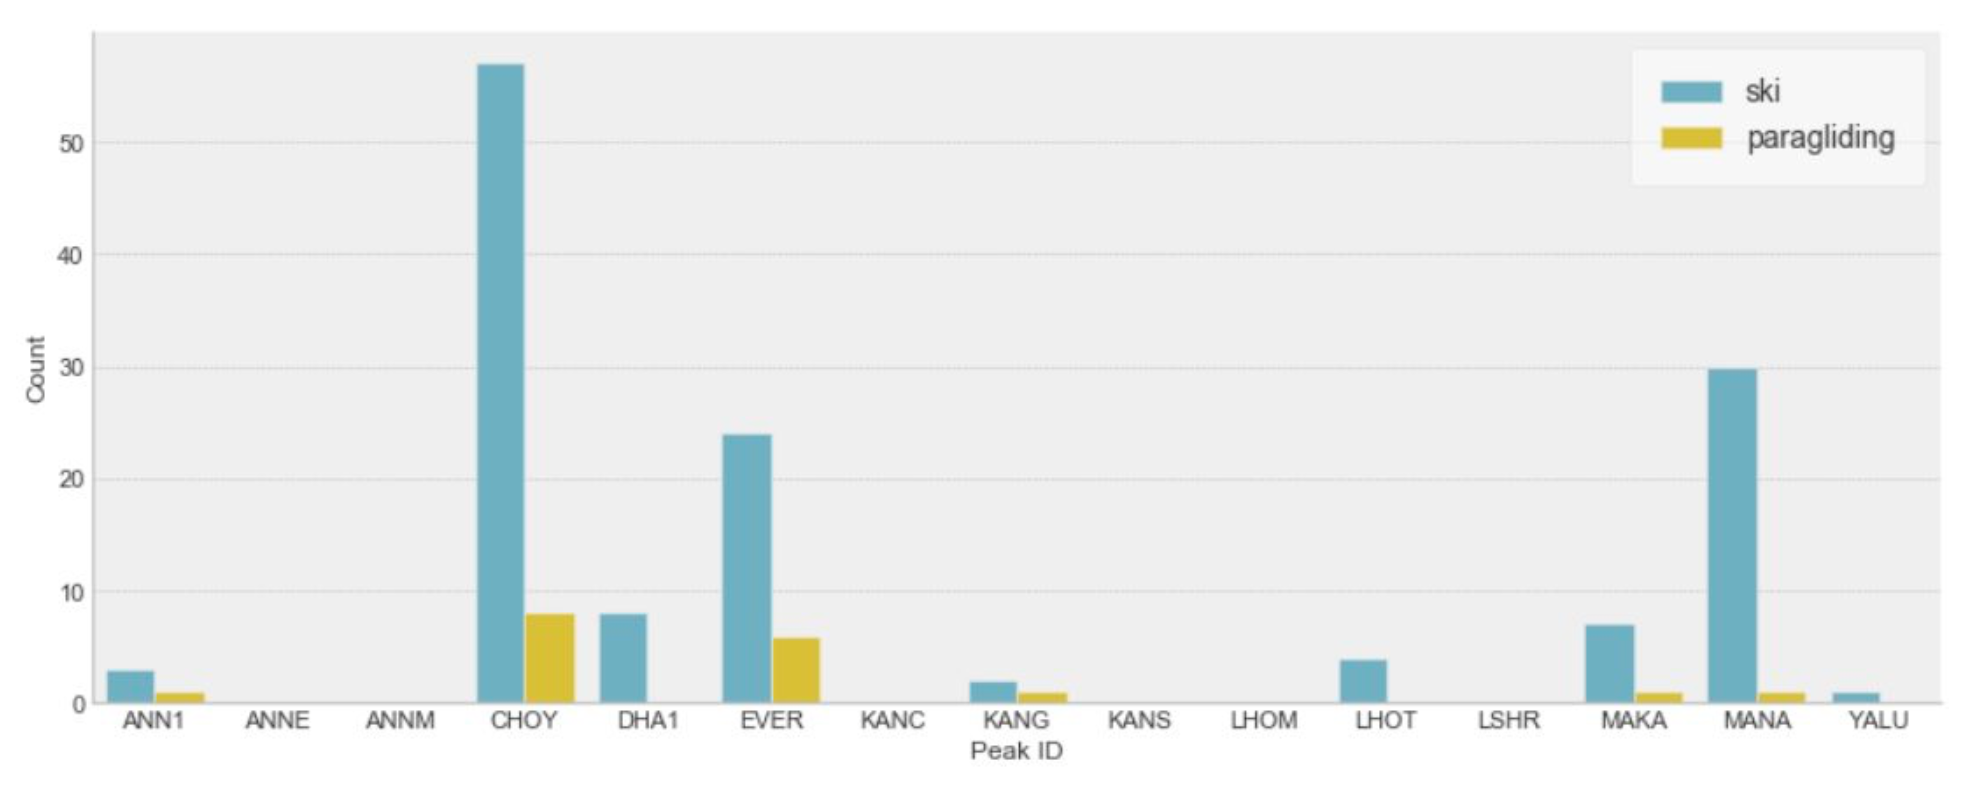 ski
paragliding
50
40
30
20
10
0
Count
ANN1 ANNE ANNM CHOY DHA1 EVER KANC KANG KANS LHOM LHOT LSHR MAKA MANA YALU
Peak ID